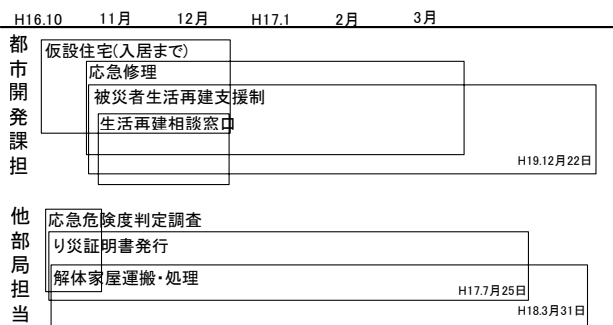 H16.10 11月 12月 H17.1 2月 3月
都市開発課担
仮設住宅(入居まで)
応急修理
被災者生活再建支援制
生活再建相談窓口
H19.12月22日
他部局担当
応急危険度判定調査
り災証明書発行
解体家屋運搬・処理
H17.7月25日
H18.3月31日